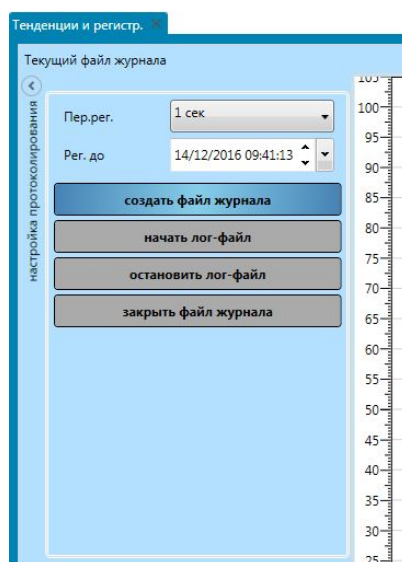 Тенденции и регистр.
Текущий файл журнала
настройка протоколирования
Пер.рег.
1 сек
Рег. до
14/12/2016 09:41:13
создать файл журнала
начать лог-файл
остановить лог-файл
закрыть файл журнала
105
100
95
90
85
80
75
70
65
60
55
50
45
40
35
30
25